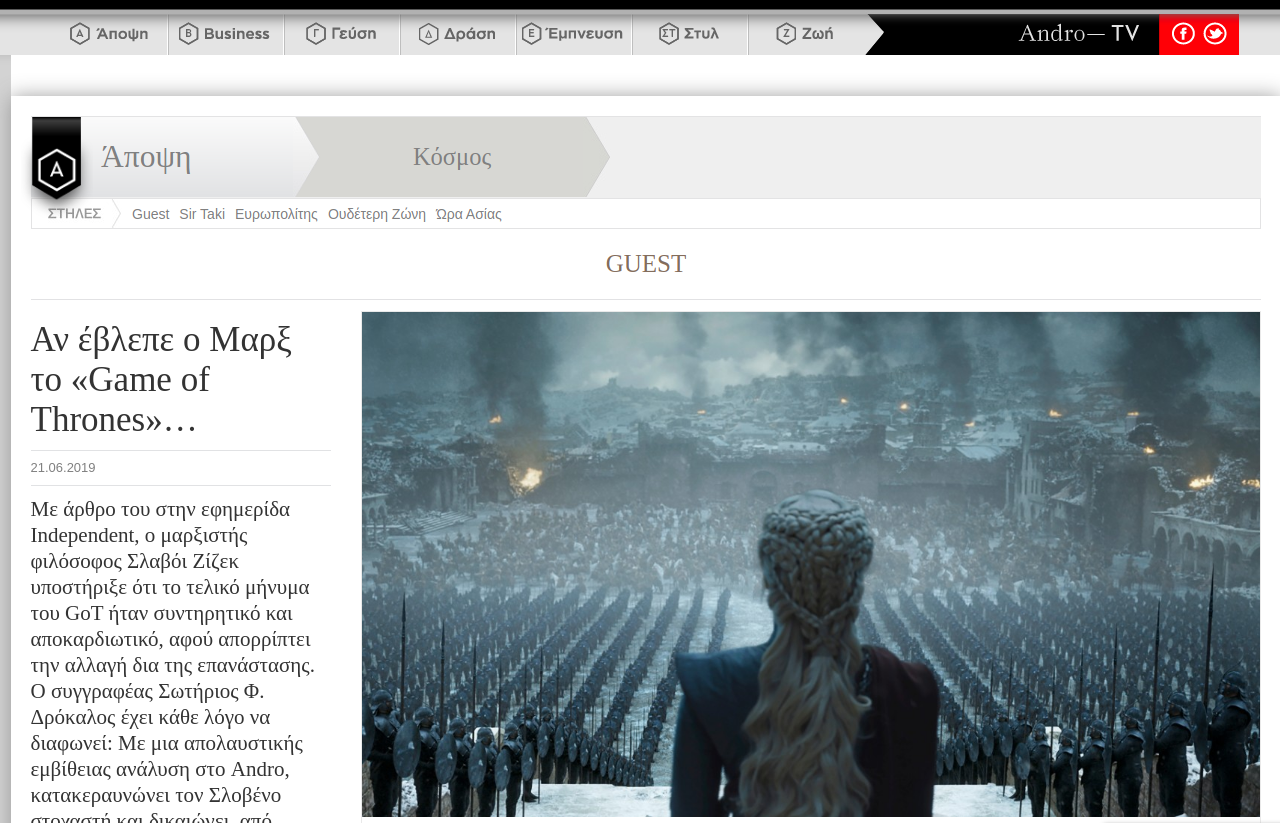 Α Άποψη Β Business Γ Γεύση Δ Δράση Ε Έμπνευση ΣΤ Στυλ Ζ Ζωή Andro— TV
Α Άποψη Κόσμος
ΣΤΗΛΕΣ Guest Sir Taki Ευρωπολίτης Ουδέτερη Ζώνη Ώρα Ασίας
GUEST
Αν έβλεπε ο Μαρξ
το «Game of
Thrones»…
21.06.2019
Με άρθρο του στην εφημερίδα
Independent, ο μαρξιστής
φιλόσοφος Σλαβόι Ζίζεκ
υποστήριξε ότι το τελικό μήνυμα
του GoT ήταν συντηρητικό και
αποκαρδιωτικό, αφού απορρίπτει
την αλλαγή δια της επανάστασης.
Ο συγγραφέας Σωτήριος Φ.
Δρόκαλος έχει κάθε λόγο να
διαφωνεί: Με μια απολαυστικής
εμβίθειας ανάλυση στο Andro,
κατακεραυνώνει τον Σλοβένο
στοχαστή και δικαιώνει, από